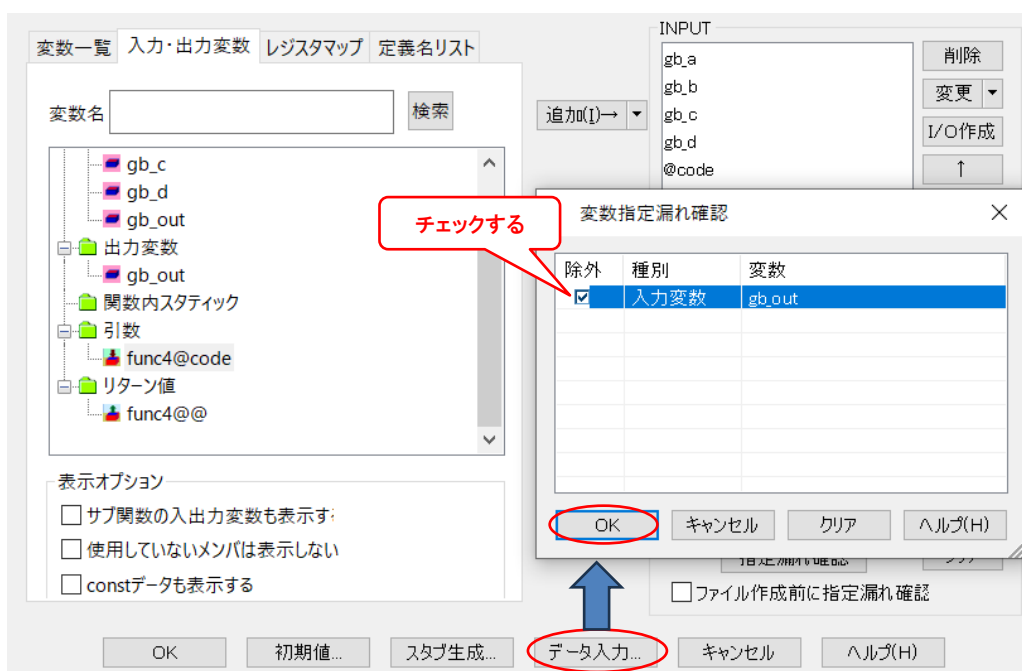 変数一覧 入力・出力変数 レジスタマップ 定義名リスト
変数名 検索
gb_c
gb_d
gb_out
出力変数
gb_out
関数内スタティック
引数
func4@code
リターン値
func4@@
表示オプション
サブ関数の入出力変数も表示す
使用していないメンバは表示しない
constデータも表示する
追加(I)→
INPUT
gb_a
gb_b
gb_c
gb_d
@code
削除
変更
I/O作成
↑
チェックする
変数指定漏れ確認
除外 種別 変数
入力変数 gb_out
OK キャンセル クリア ヘルプ(H)
指定漏れ確認 クリア
ファイル作成前に指定漏れ確認
OK 初期値... スタブ生成... データ入力... キャンセル ヘルプ(H)